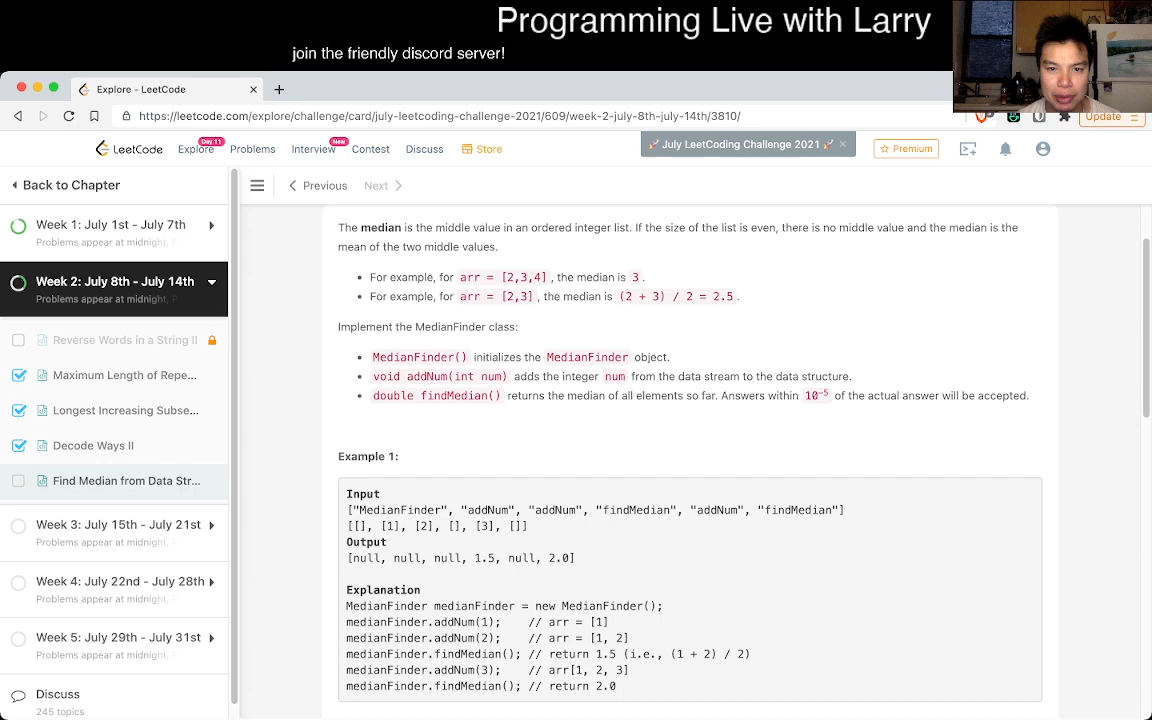 Programming Live with Larry
join the friendly discord server!
Explore - LeetCode
https://leetcode.com/explore/challenge/card/july-leetcoding-challenge-2021/609/week-2-july-8th-july-14th/3810/
Update
LeetCode
Explore
Day 11
Problems
Interview
New
Contest
Discuss
Store
July LeetCoding Challenge 2021
Premium
Back to Chapter
Previous
Next
Week 1: July 1st - July 7th
Problems appear at midnight,
Week 2: July 8th - July 14th
Problems appear at midnight,
Reverse Words in a String II
Maximum Length of Repe...
Longest Increasing Subse...
Decode Ways II
Find Median from Data Str...
Week 3: July 15th - July 21st
Problems appear at midnight,
Week 4: July 22nd - July 28th
Problems appear at midnight,
Week 5: July 29th - July 31st
Problems appear at midnight,
Discuss
245 topics
The median is the middle value in an ordered integer list. If the size of the list is even, there is no middle value and the median is the
mean of the two middle values.
• For example, for arr = [2,3,4], the median is 3.
• For example, for arr = [2,3], the median is (2 + 3) / 2 = 2.5.
Implement the MedianFinder class:
• MedianFinder() initializes the MedianFinder object.
• void addNum(int num) adds the integer num from the data stream to the data structure.
• double findMedian() returns the median of all elements so far. Answers within 10⁻⁵ of the actual answer will be accepted.
Example 1:
Input
["MedianFinder", "addNum", "addNum", "findMedian", "addNum", "findMedian"]
[[], [1], [2], [], [3], []]
Output
[null, null, null, 1.5, null, 2.0]
Explanation
MedianFinder medianFinder = new MedianFinder();
medianFinder.addNum(1);    // arr = [1]
medianFinder.addNum(2);    // arr = [1, 2]
medianFinder.findMedian(); // return 1.5 (i.e., (1 + 2) / 2)
medianFinder.addNum(3);    // arr[1, 2, 3]
medianFinder.findMedian(); // return 2.0